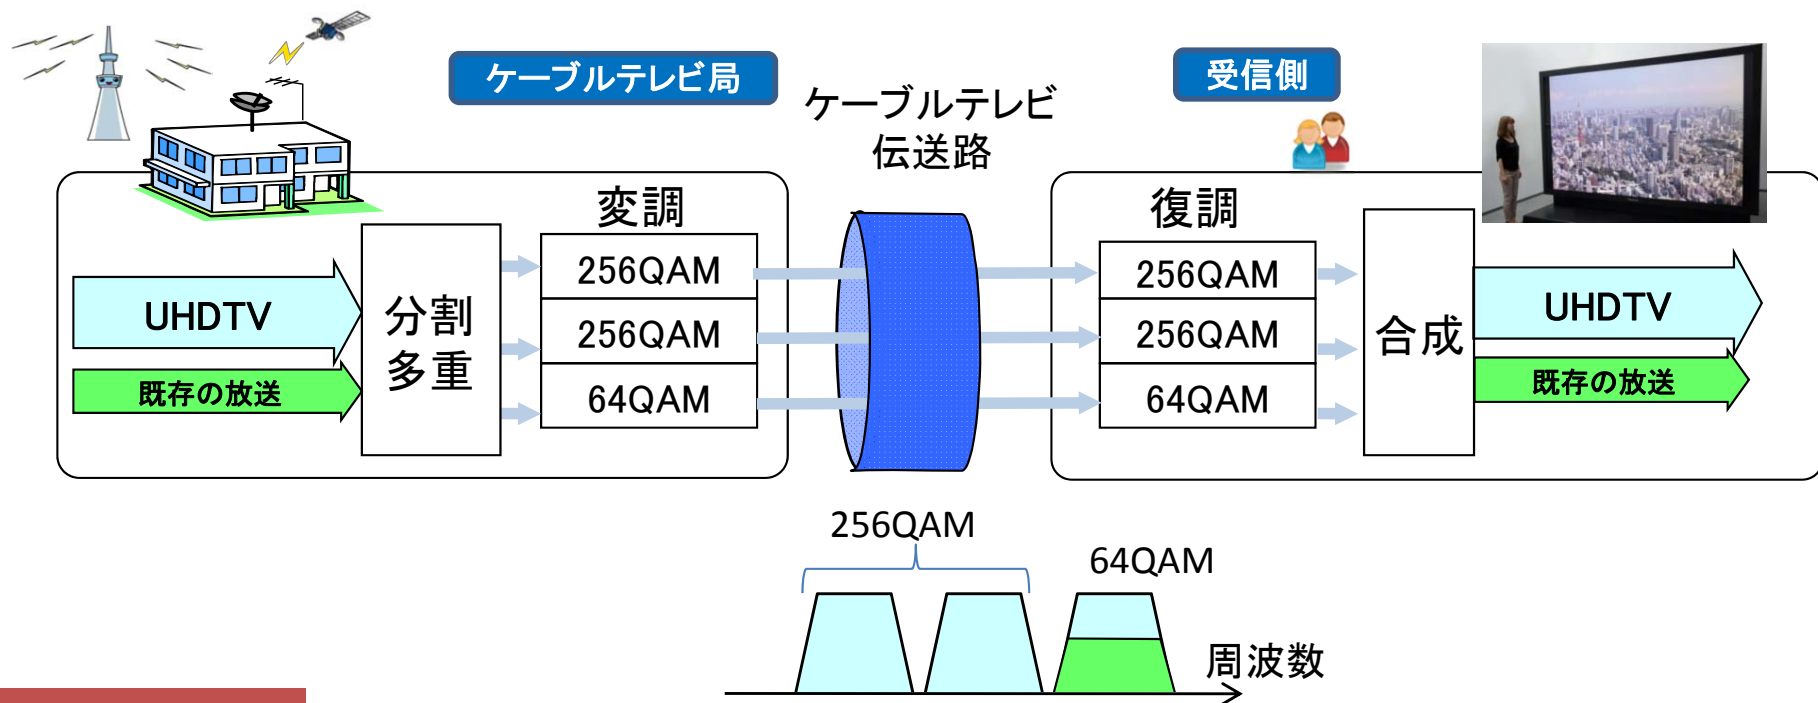 ケーブルテレビ局
受信側
ケーブルテレビ
伝送路
変調
復調
UHDTV
既存の放送
分割
多重
256QAM
256QAM
64QAM
256QAM
256QAM
64QAM
合成
UHDTV
既存の放送
256QAM
64QAM
周波数